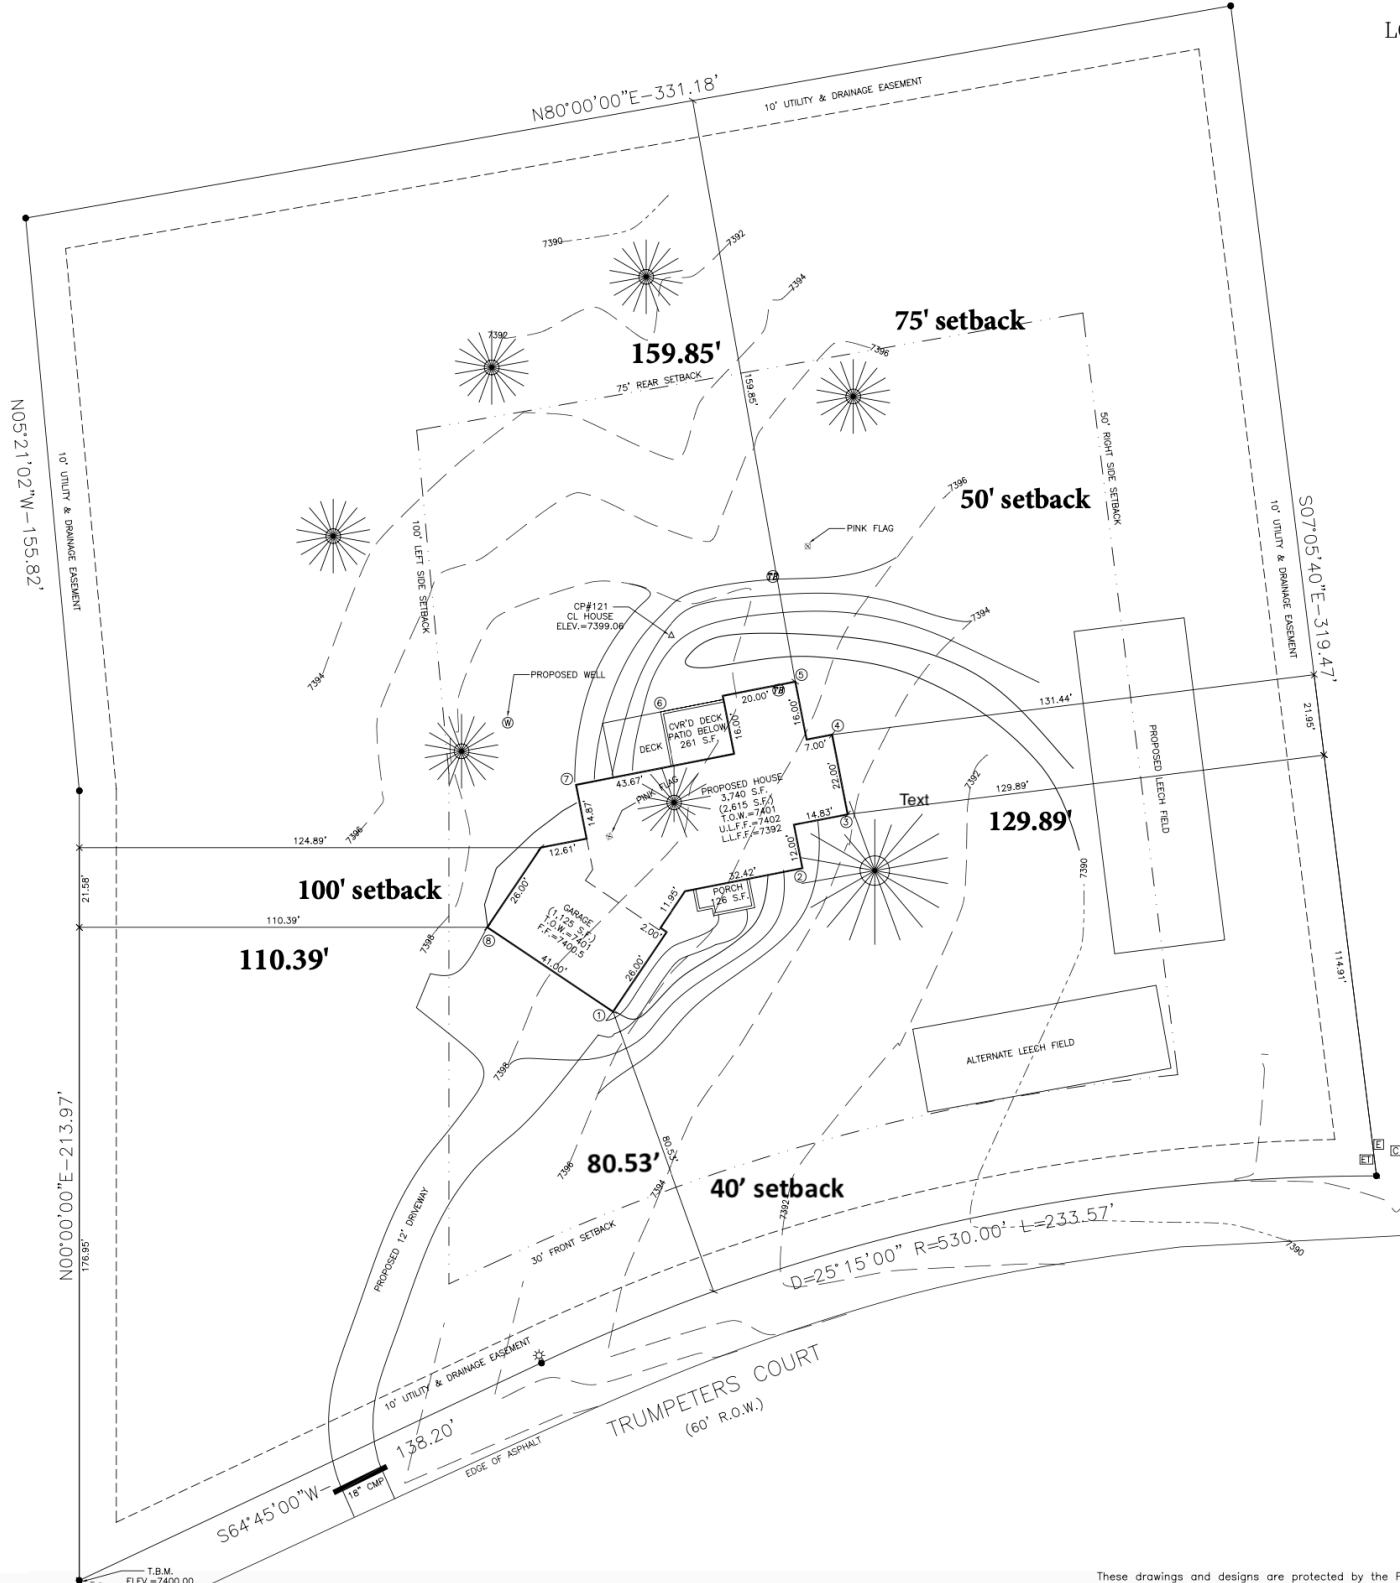 N80°00'00"E-331.18'
10' UTILITY & DRAINAGE EASEMENT
7390
7392
7394
7392
75' setback
159.85'
7396
75' REAR SETBACK
159.85'
N05°21'02"W-155.82'
10' UTILITY & DRAINAGE EASEMENT
50' RIGHT SIDE SETBACK
7396
50' setback
S07°05'40"E-319.47'
10' UTILITY & DRAINAGE EASEMENT
100' LEFT SIDE SETBACK
PINK FLAG
CP#121
CL HOUSE
ELEV.=7399.06
7394
7394
PROPOSED WELL
W
5
6
20.00'
16.00'
131.44'
21.95'
CVR'D DECK
PATIO BELOW
261 S.F.
16.00'
DECK
4
7.00'
7
43.67'
PINK FLAG
PROPOSED HOUSE
3,740 S.F.
(2,615 S.F.)
T.O.W.=7401
U.L.F.F.=7402
L.L.F.F.=7392
22.00'
7392
129.89'
PROPOSED LEECH FIELD
14.87'
14.83'
3
Text
129.89'
7396
124.89'
12.61'
12.00'
2
32.42'
7390
21.58'
100' setback
26.00'
11.95'
PORCH
126 S.F.
GARAGE
(1,125 S.F.)
T.O.W.=7401
F.F.=7400.5
2.00'
110.39'
8
7398
110.39'
41.00'
26.00'
114.91'
1
ALTERNATE LEECH FIELD
7398
N00°00'00"E-213.97'
176.95'
80.53'
80.53'
7396
7394
40' setback
7392
E
C
ET
PROPOSED 12' DRIVEWAY
30' FRONT SETBACK
D=25°15'00" R=530.00' L=233.57'
7390
10' UTILITY & DRAINAGE EASEMENT
TRUMPETERS COURT
(60' R.O.W.)
S64°45'00"W-
138.20'
18" CMP
EDGE OF ASPHALT
T.B.M.
ELEV.=7400.00
These drawings and designs are protected by the